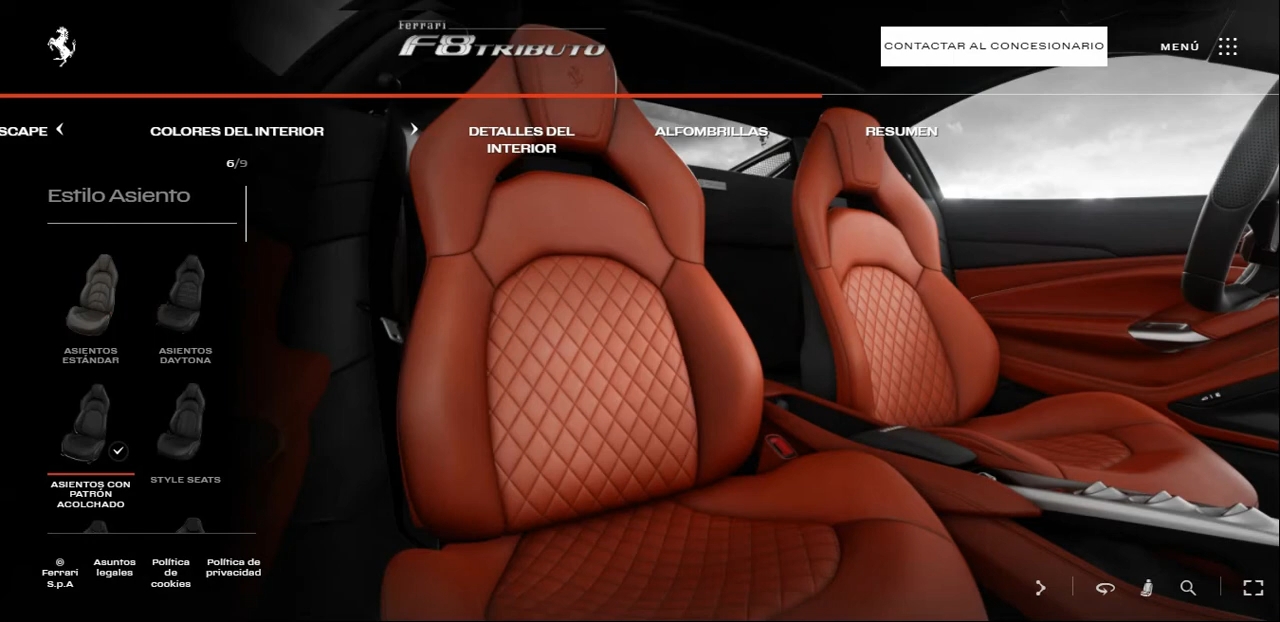 Ferrari
F8 TRIBUTO
CONTACTAR AL CONCESIONARIO
MENÚ
SCAPE
COLORES DEL INTERIOR
DETALLES DEL
INTERIOR
ALFOMBRILLAS
RESUMEN
6/9
Estilo Asiento
ASIENTOS
ESTÁNDAR
ASIENTOS
DAYTONA
ASIENTOS CON
PATRÓN
ACOLCHADO
STYLE SEATS
©
Ferrari
S.p.A
Asuntos
legales
Política
de
cookies
Política de
privacidad